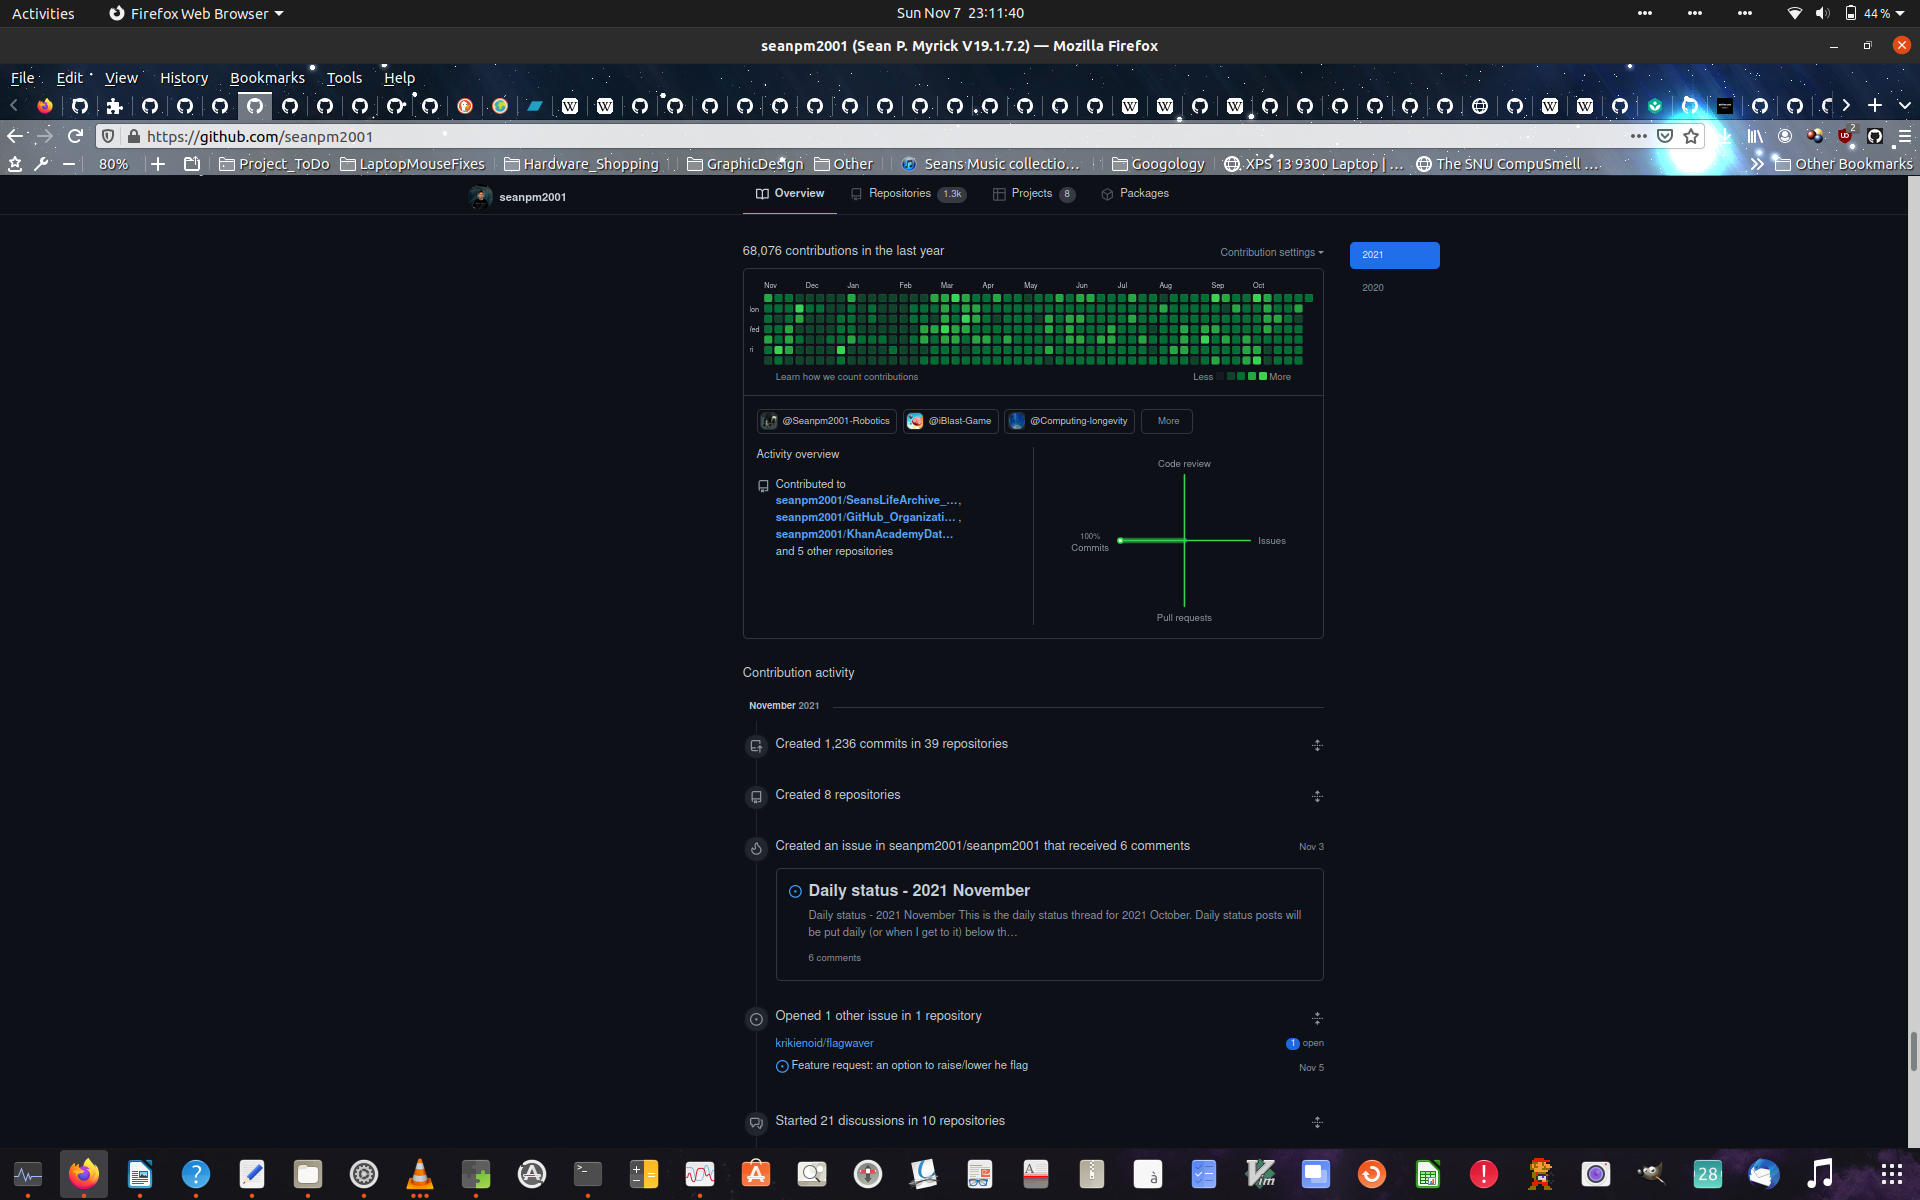 Activities
Firefox Web Browser
Sun Nov 7 23:11:40
44 %
seanpm2001 (Sean P. Myrick V19.1.7.2) — Mozilla Firefox
File Edit View History Bookmarks Tools Help
https://github.com/seanpm2001
2
80%
Project_ToDo
LaptopMouseFixes
Hardware_Shopping
GraphicDesign
Other
Seans Music collectio…
Googology
XPS 13 9300 Laptop | …
The SNU CompuSmell …
Other Bookmarks
seanpm2001
Overview
Repositories 1.3k
Projects 8
Packages
68,076 contributions in the last year
Contribution settings
2021
2020
Nov Dec Jan Feb Mar Apr May Jun Jul Aug Sep Oct
lon
ed
ri
Learn how we count contributions
Less More
@Seanpm2001-Robotics
@iBlast-Game
@Computing-longevity
More
Activity overview
Contributed to
seanpm2001/SeansLifeArchive_… ,
seanpm2001/GitHub_Organizati… ,
seanpm2001/KhanAcademyDat…
and 5 other repositories
Code review
100%
Commits
Issues
Pull requests
Contribution activity
November 2021
Created 1,236 commits in 39 repositories
Created 8 repositories
Created an issue in seanpm2001/seanpm2001 that received 6 comments
Nov 3
Daily status - 2021 November
Daily status - 2021 November This is the daily status thread for 2021 October. Daily status posts will
be put daily (or when I get to it) below th…
6 comments
Opened 1 other issue in 1 repository
krikienoid/flagwaver
1 open
Feature request: an option to raise/lower he flag
Nov 5
Started 21 discussions in 10 repositories
28